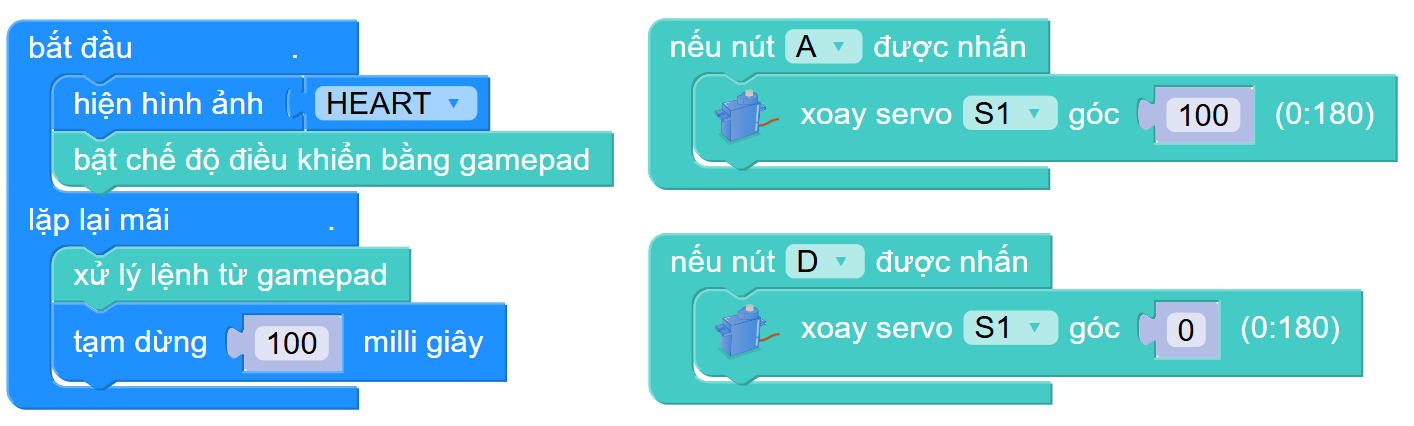 bắt đầu .
hiện hình ảnh HEART
bật chế độ điều khiển bằng gamepad
lặp lại mãi .
xử lý lệnh từ gamepad
tạm dừng 100 milli giây
nếu nút A được nhấn
xoay servo S1 góc 100 (0:180)
nếu nút D được nhấn
xoay servo S1 góc 0 (0:180)